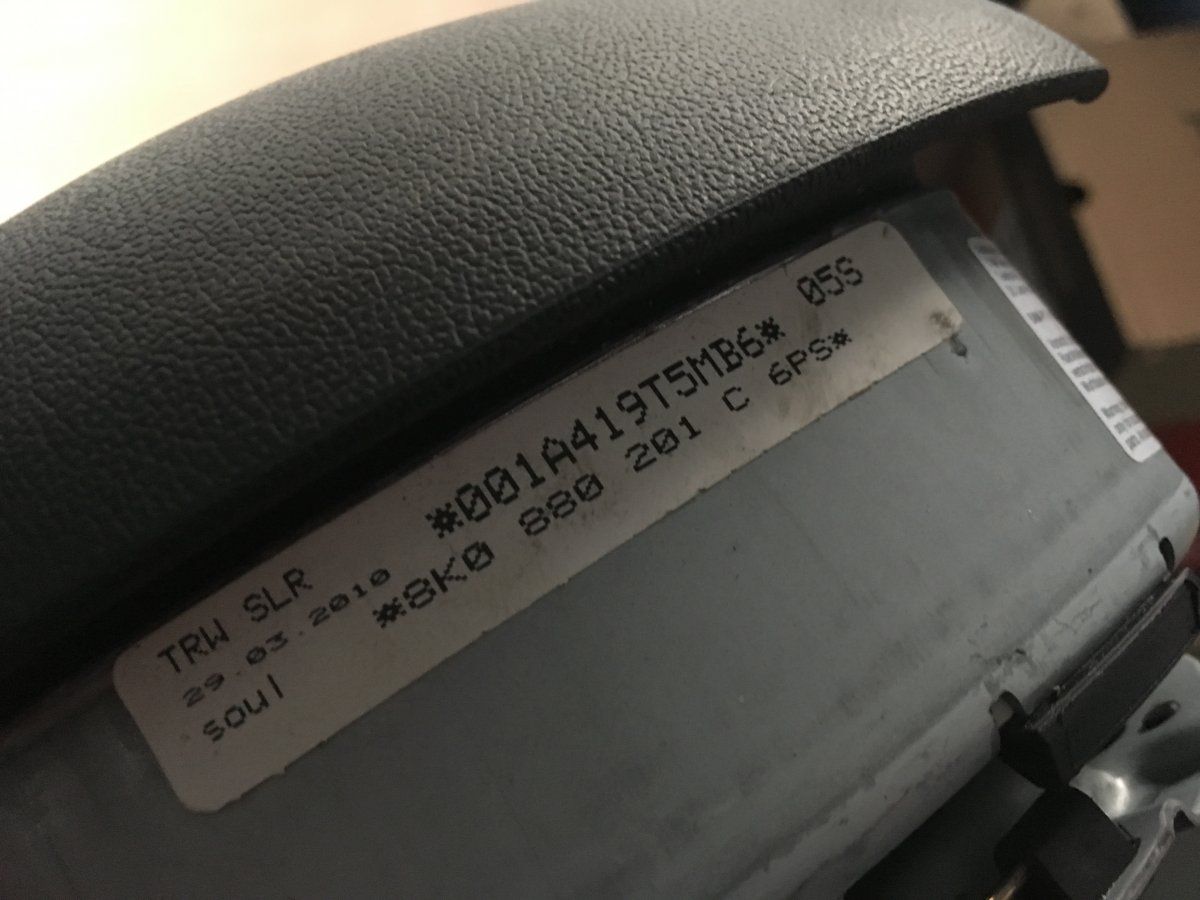 TRW SLR
29.03.2010
soul
*001A419T5MB6* 05S
*8K0 880 201 C 6PS*